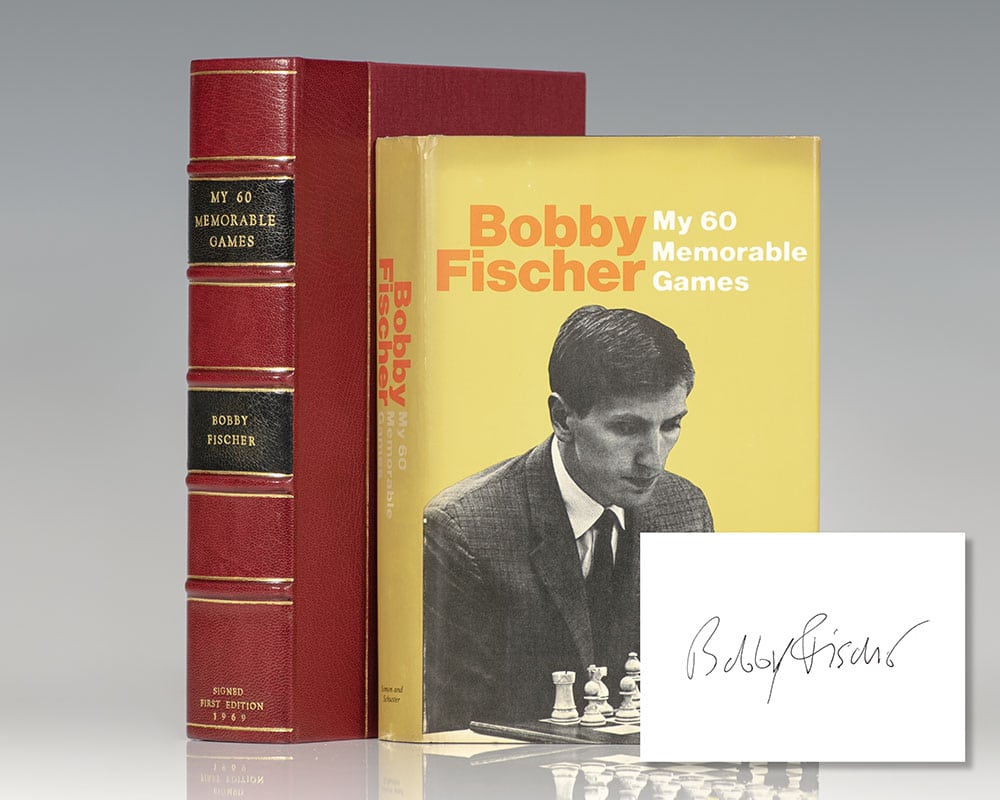 MY 60
MEMORABLE
GAMES
BOBBY
FISCHER
SIGNED
FIRST EDITION
1969
Bobby
Fischer
My 60
Memorable
Games
Simon and
Schuster
Bobby
Fischer
My 60
Memorable
Games
Bobby Fischer